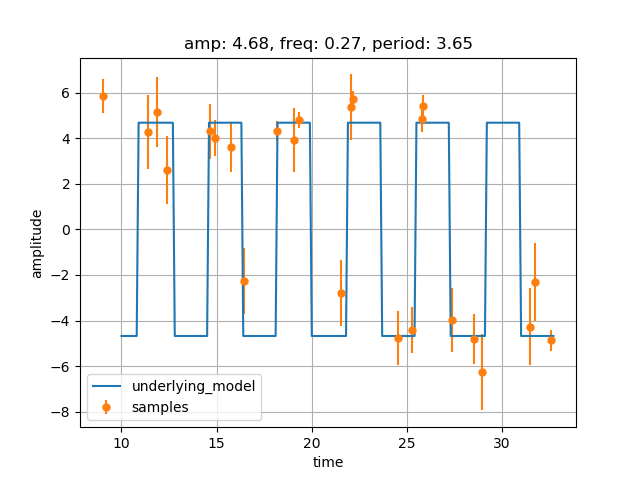 amp: 4.68, freq: 0.27, period: 3.65
6
4
2
0
−2
−4
−6
−8
amplitude
10
15
20
25
30
time
underlying_model
samples